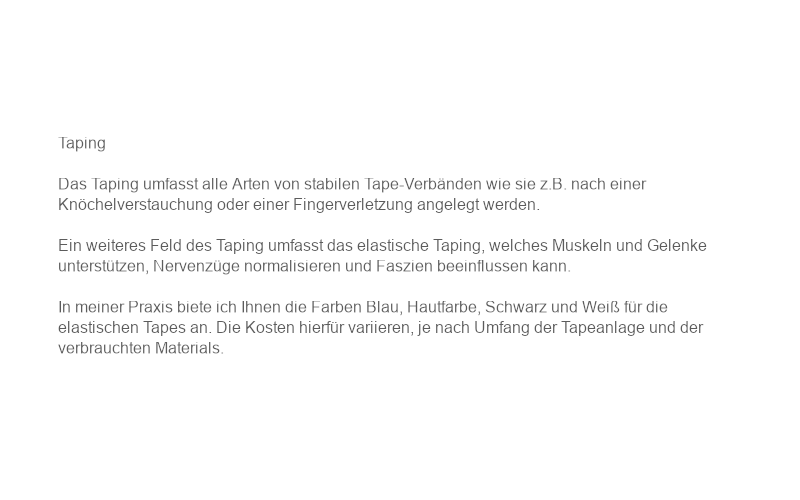 Taping
Das Taping umfasst alle Arten von stabilen Tape-Verbänden wie sie z.B. nach einer
Knöchelverstauchung oder einer Fingerverletzung angelegt werden.
Ein weiteres Feld des Taping umfasst das elastische Taping, welches Muskeln und Gelenke
unterstützen, Nervenzüge normalisieren und Faszien beeinflussen kann.
In meiner Praxis biete ich Ihnen die Farben Blau, Hautfarbe, Schwarz und Weiß für die
elastischen Tapes an. Die Kosten hierfür variieren, je nach Umfang der Tapeanlage und der
verbrauchten Materials.